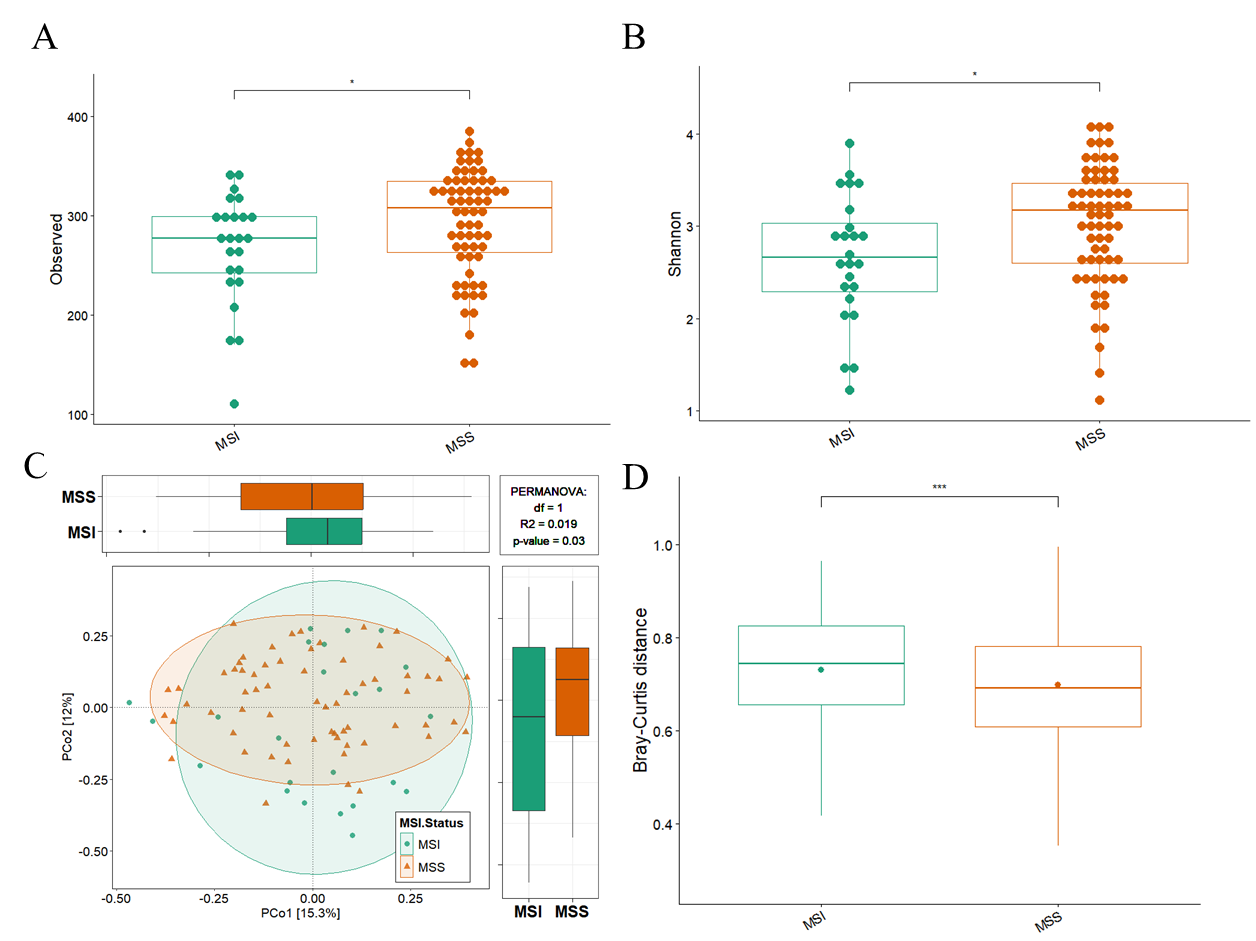 A
*
Observed
400
300
200
100
MSI
MSS
B
*
Shannon
4
3
2
1
MSI
MSS
C
MSS
MSI
PERMANOVA:
df = 1
R2 = 0.019
p-value = 0.03
PCo2 [12%]
0.25
0.00
-0.25
-0.50
-0.50
-0.25
0.00
0.25
PCo1 [15.3%]
MSI.Status
MSI
MSS
MSI
MSS
D
***
Bray-Curtis distance
1.0
0.8
0.6
0.4
MSI
MSS